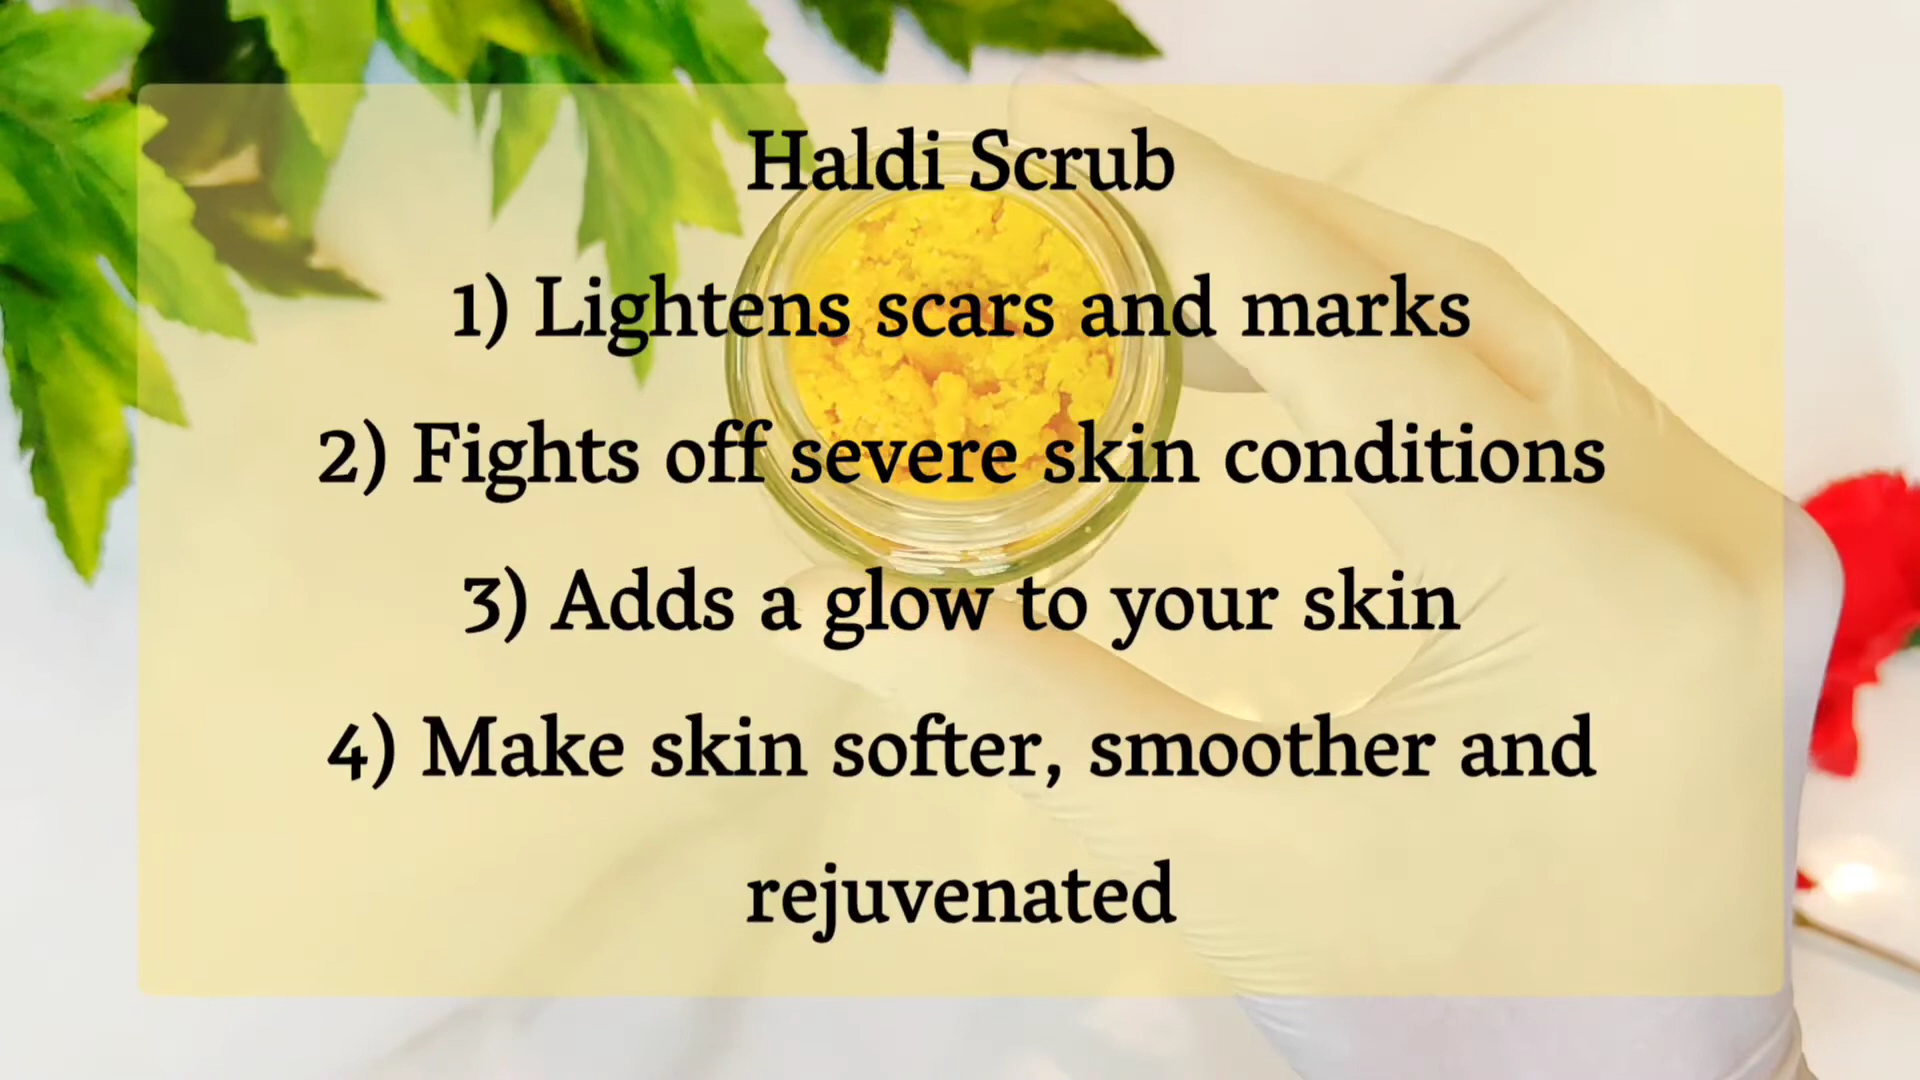 Haldi Scrub
1) Lightens scars and marks
2) Fights off severe skin conditions
3) Adds a glow to your skin
4) Make skin softer, smoother and
rejuvenated